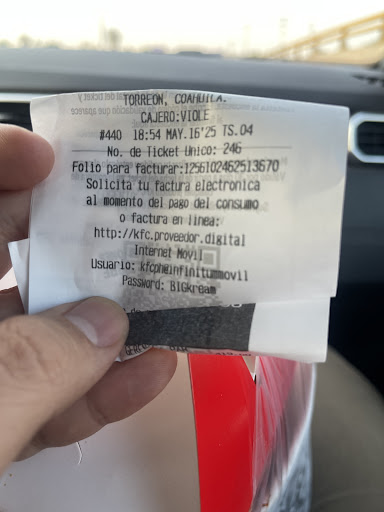 TORREON, COAHUILA.
CAJERO:VIOLE
#440 18:54 MAY.16'25 TS.04
No. de Ticket Unico: 246
Folio para facturar:1256102462513670
Solicita tu factura electronica
al momento del pago del consumo
o factura en linea:
http://kfc.proveedor.digital
Internet Movil
Usuario: kfcpheinfinitummovil
Password: BIGkream